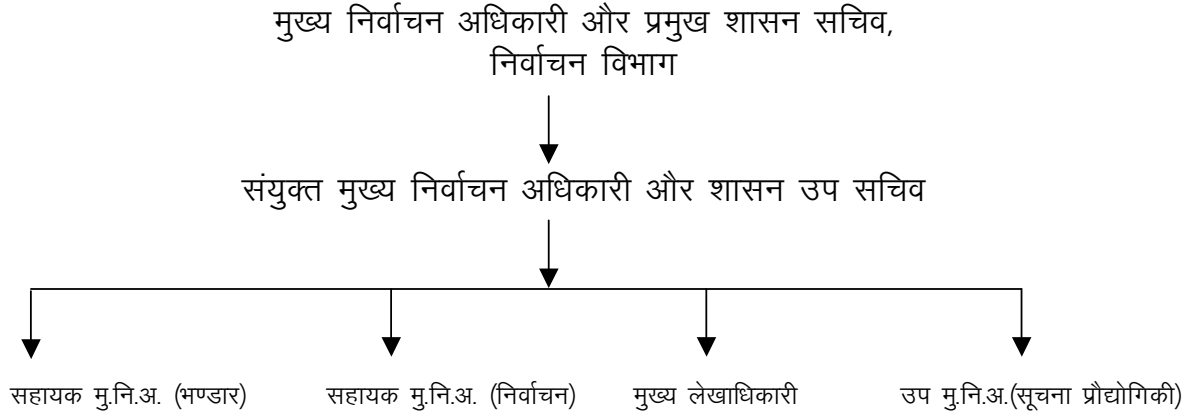 मुख्य निर्वाचन अधिकारी और प्रमुख शासन सचिव,
निर्वाचन विभाग
संयुक्त मुख्य निर्वाचन अधिकारी और शासन उप सचिव
सहायक मु.नि.अ. (भण्डार) सहायक मु.नि.अ. (निर्वाचन) मुख्य लेखाधिकारी उप मु.नि.अ.(सूचना प्रौद्योगिकी)